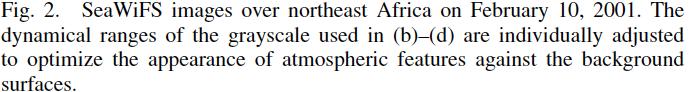 Fig. 2. SeaWiFS images over northeast Africa on February 10, 2001. The
dynamical ranges of the grayscale used in (b)–(d) are individually adjusted
to optimize the appearance of atmospheric features against the background
surfaces.